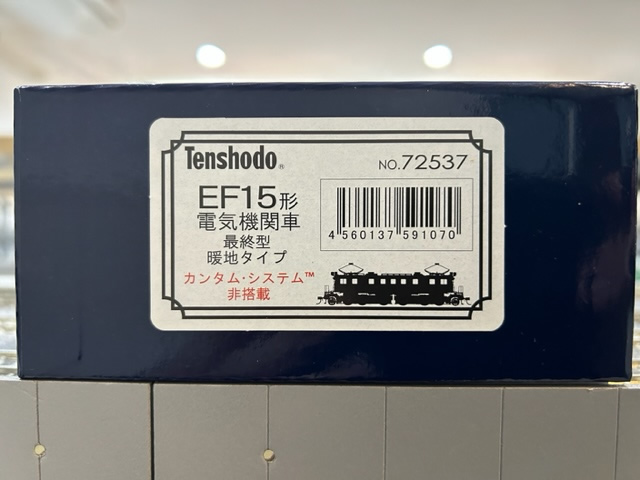 Tenshodo®
NO.72537
EF15形
電気機関車
最終型
暖地タイプ
カンタム・システム™
非搭載
4 560137 591070